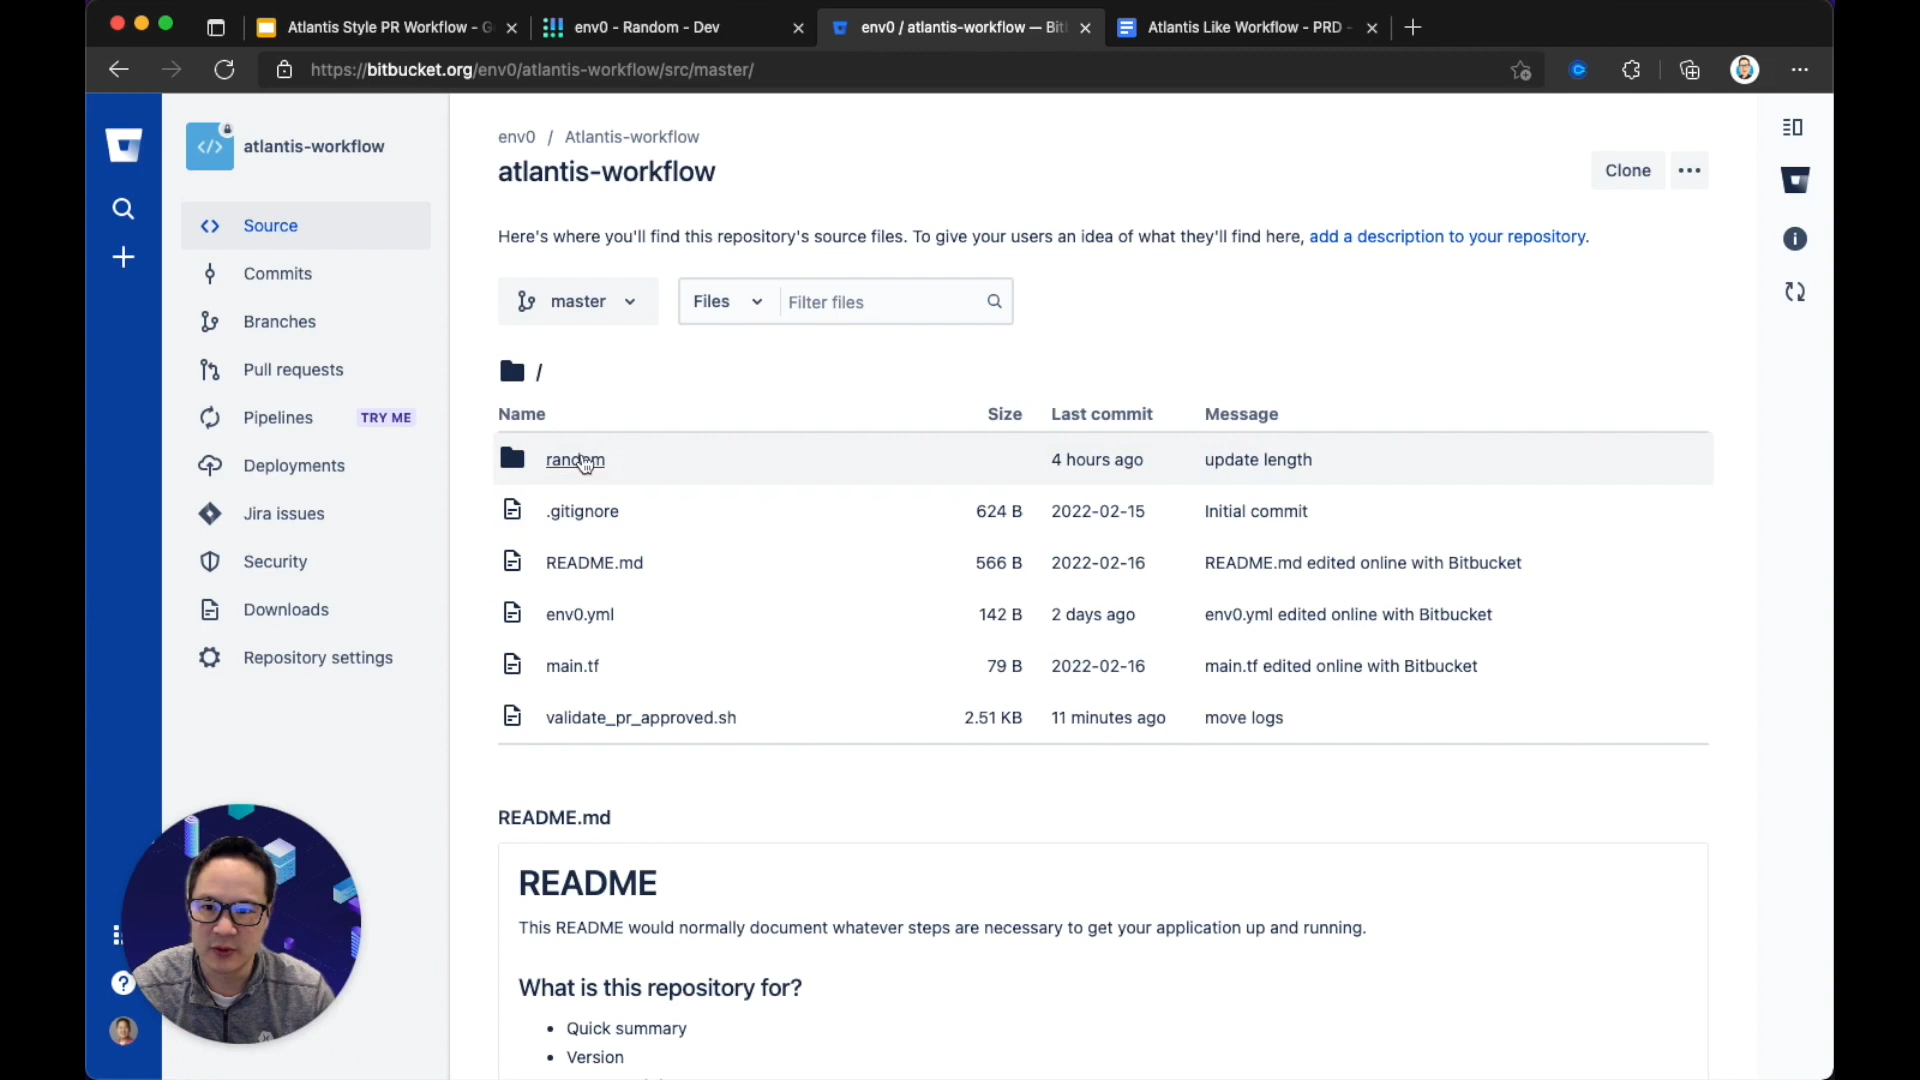 Atlantis Style PR Workflow - G
env0 - Random - Dev
env0 / atlantis-workflow — Bit
Atlantis Like Workflow - PRD -
https://bitbucket.org/env0/atlantis-workflow/src/master/
atlantis-workflow
Source
Commits
Branches
Pull requests
Pipelines TRY ME
Deployments
Jira issues
Security
Downloads
Repository settings
env0 / Atlantis-workflow
atlantis-workflow
Clone
Here's where you'll find this repository's source files. To give your users an idea of what they'll find here, add a description to your repository.
master
Files
Filter files
/
Name Size Last commit Message
random 4 hours ago update length
.gitignore 624 B 2022-02-15 Initial commit
README.md 566 B 2022-02-16 README.md edited online with Bitbucket
env0.yml 142 B 2 days ago env0.yml edited online with Bitbucket
main.tf 79 B 2022-02-16 main.tf edited online with Bitbucket
validate_pr_approved.sh 2.51 KB 11 minutes ago move logs
README.md
README
This README would normally document whatever steps are necessary to get your application up and running.
What is this repository for?
• Quick summary
• Version